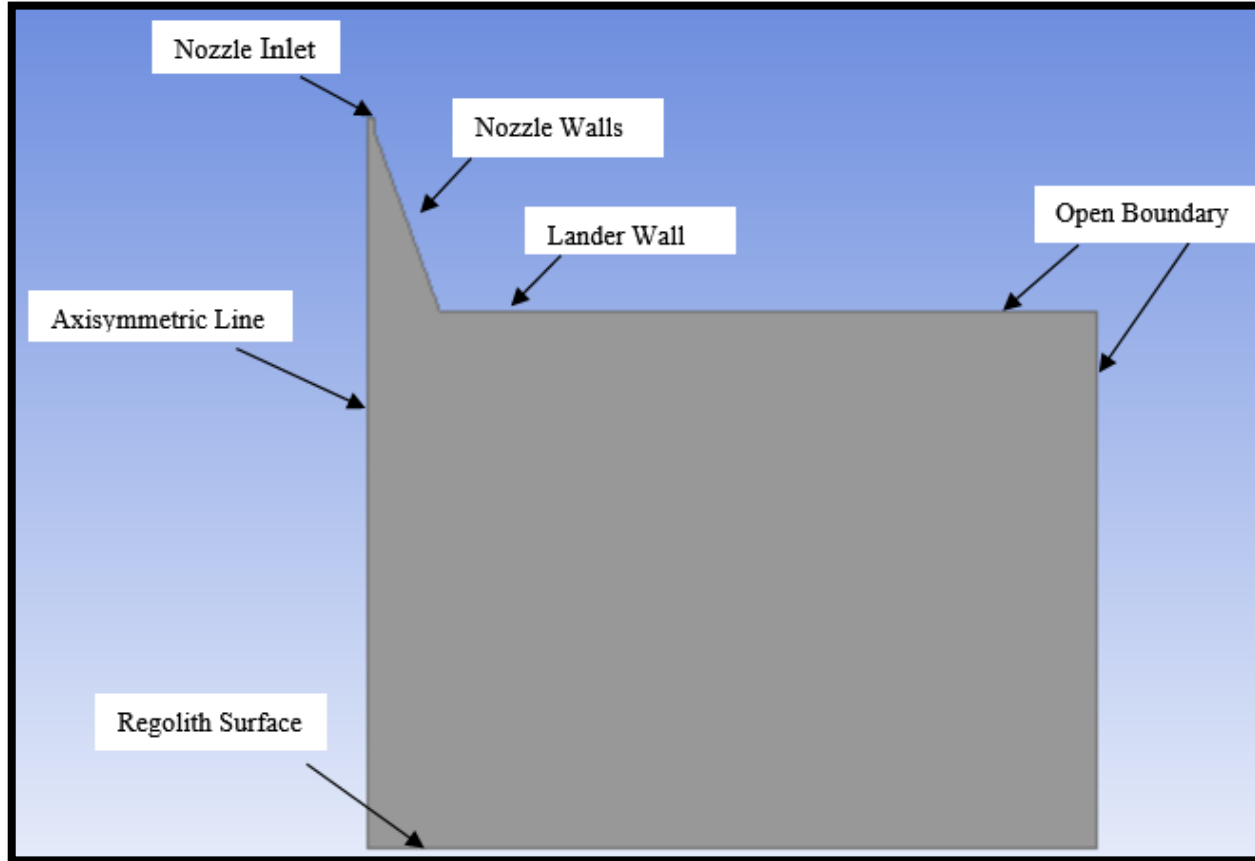 Nozzle Inlet
Nozzle Walls
Lander Wall
Open Boundary
Axisymmetric Line
Regolith Surface